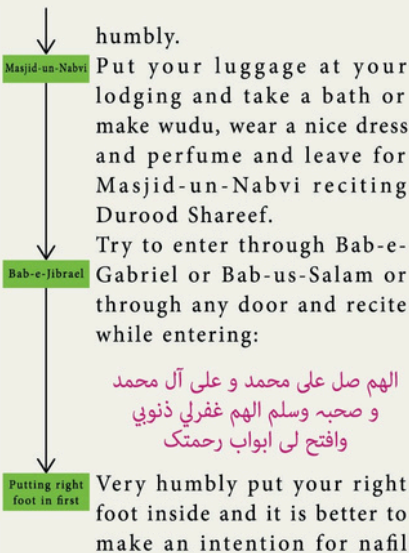 humbly.
Masjid-un-Nabvi
Put your luggage at your
lodging and take a bath or
make wudu, wear a nice dress
and perfume and leave for
Masjid-un-Nabvi reciting
Durood Shareef.
Try to enter through Bab-e-
Bab-e-Jibrael
Gabriel or Bab-us-Salam or
through any door and recite
while entering:
الهم صل علی محمد و علی آل محمد
و صحبہ وسلم الهم غفرلي ذنوبي
وافتح لی ابواب رحمتک
Putting right
foot in first
Very humbly put your right
foot inside and it is better to
make an intention for nafil